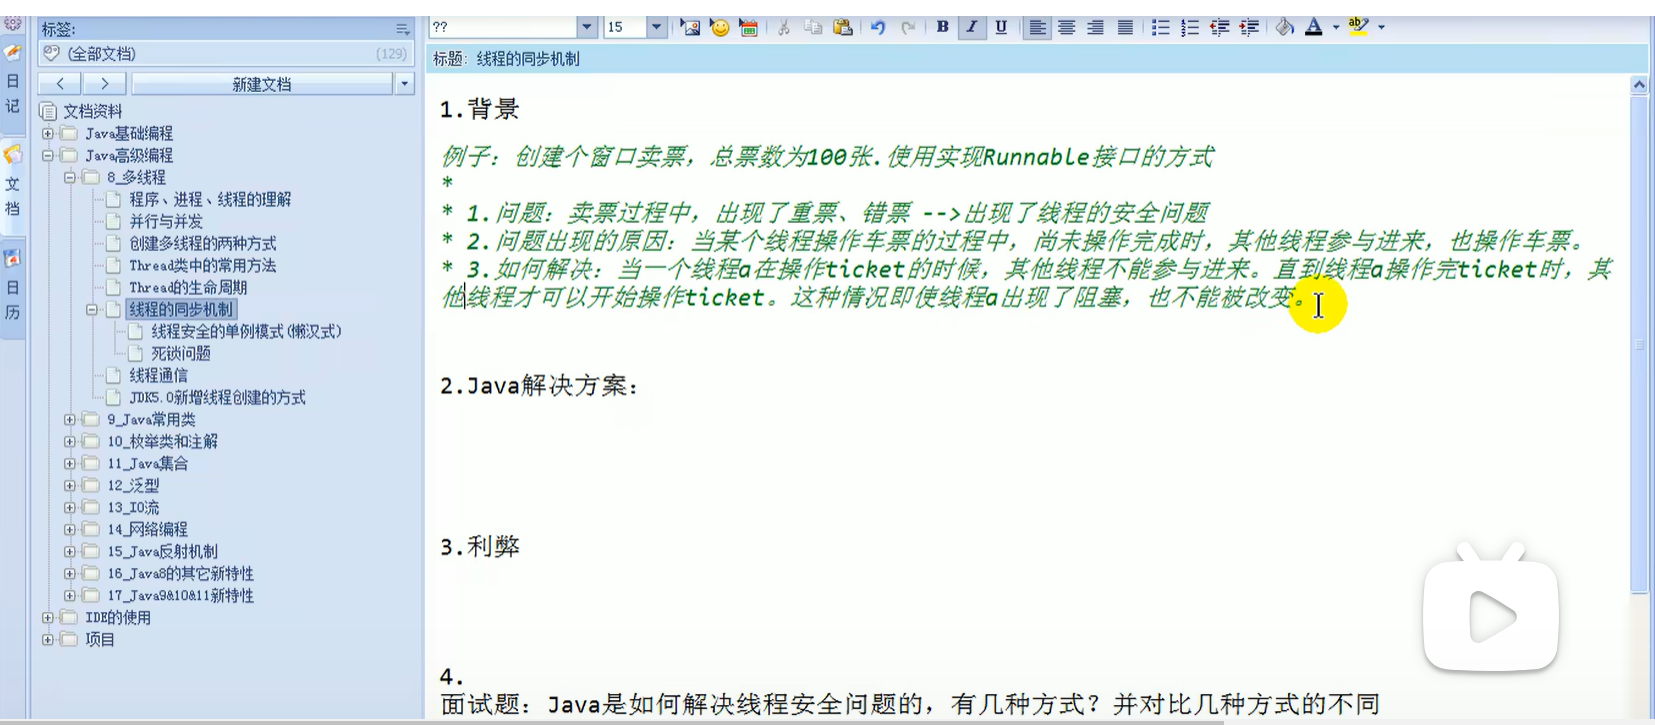 标签:
(全部文档) (129)
新建文档
日记
文档
日历
文档资料
Java基础编程
Java高级编程
8_多线程
程序、进程、线程的理解
并行与并发
创建多线程的两种方式
Thread类中的常用方法
Thread的生命周期
线程的同步机制
线程安全的单例模式(懒汉式)
死锁问题
线程通信
JDK5.0新增线程创建的方式
9_Java常用类
10_枚举类和注解
11_Java集合
12_泛型
13_IO流
14_网络编程
15_Java反射机制
16_Java8的其它新特性
17_Java9&10&11新特性
IDE的使用
项目
?? 15 B I U A ab
标题: 线程的同步机制
1.背景
例子：创建个窗口卖票，总票数为100张.使用实现Runnable接口的方式
*
* 1.问题：卖票过程中，出现了重票、错票 -->出现了线程的安全问题
* 2.问题出现的原因：当某个线程操作车票的过程中，尚未操作完成时，其他线程参与进来，也操作车票。
* 3.如何解决：当一个线程a在操作ticket的时候，其他线程不能参与进来。直到线程a操作完ticket时，其
他线程才可以开始操作ticket。这种情况即使线程a出现了阻塞，也不能被改变。
2.Java解决方案：
3.利弊
4.
面试题：Java是如何解决线程安全问题的，有几种方式？并对比几种方式的不同